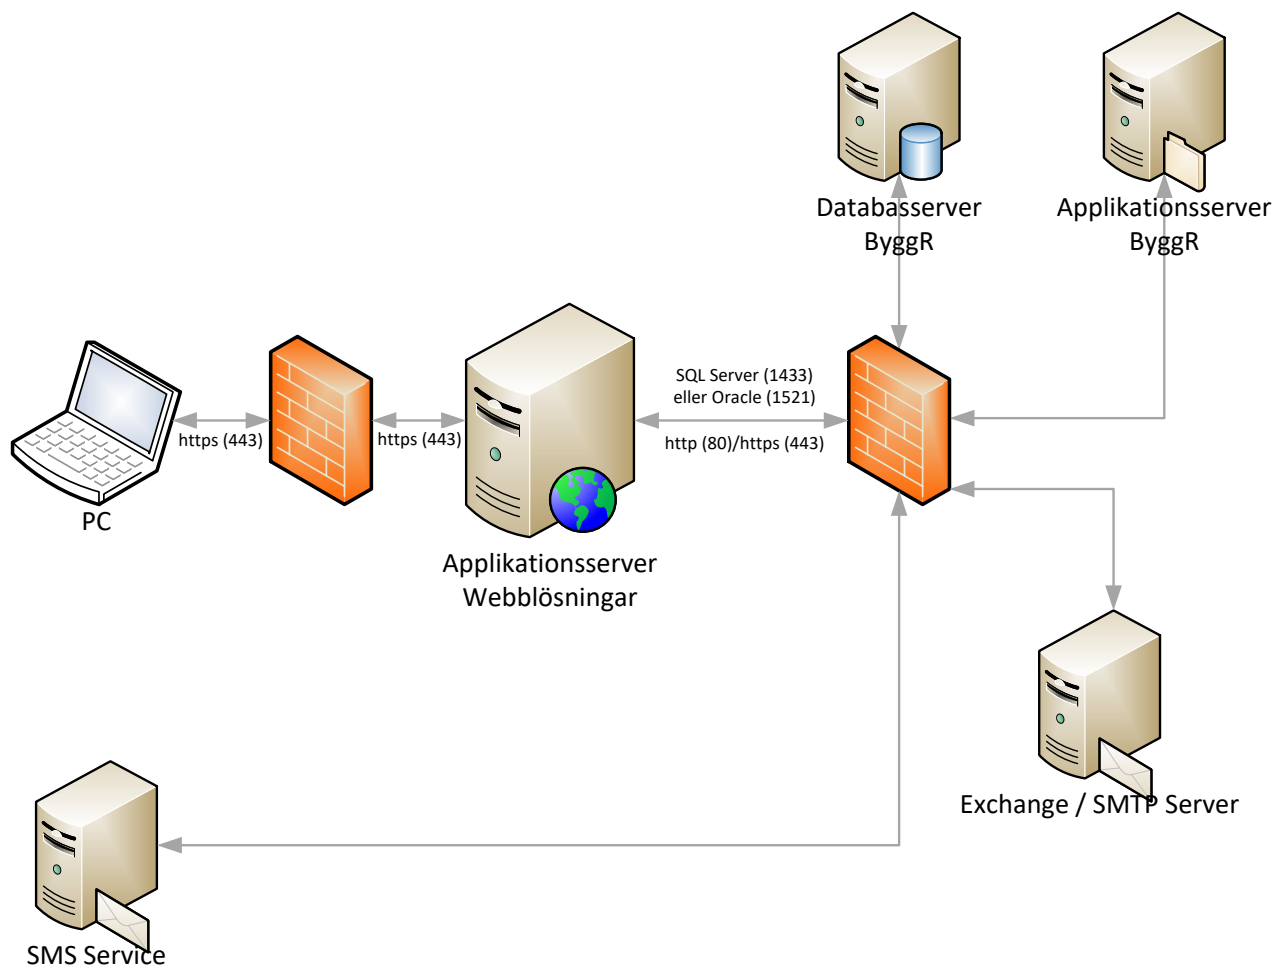 Databasserver
ByggR
Applikationsserver
ByggR
SQL Server (1433)
eller Oracle (1521)
https (443)
https (443)
http (80)/https (443)
PC
Applikationsserver
Webblösningar
Exchange / SMTP Server
SMS Service